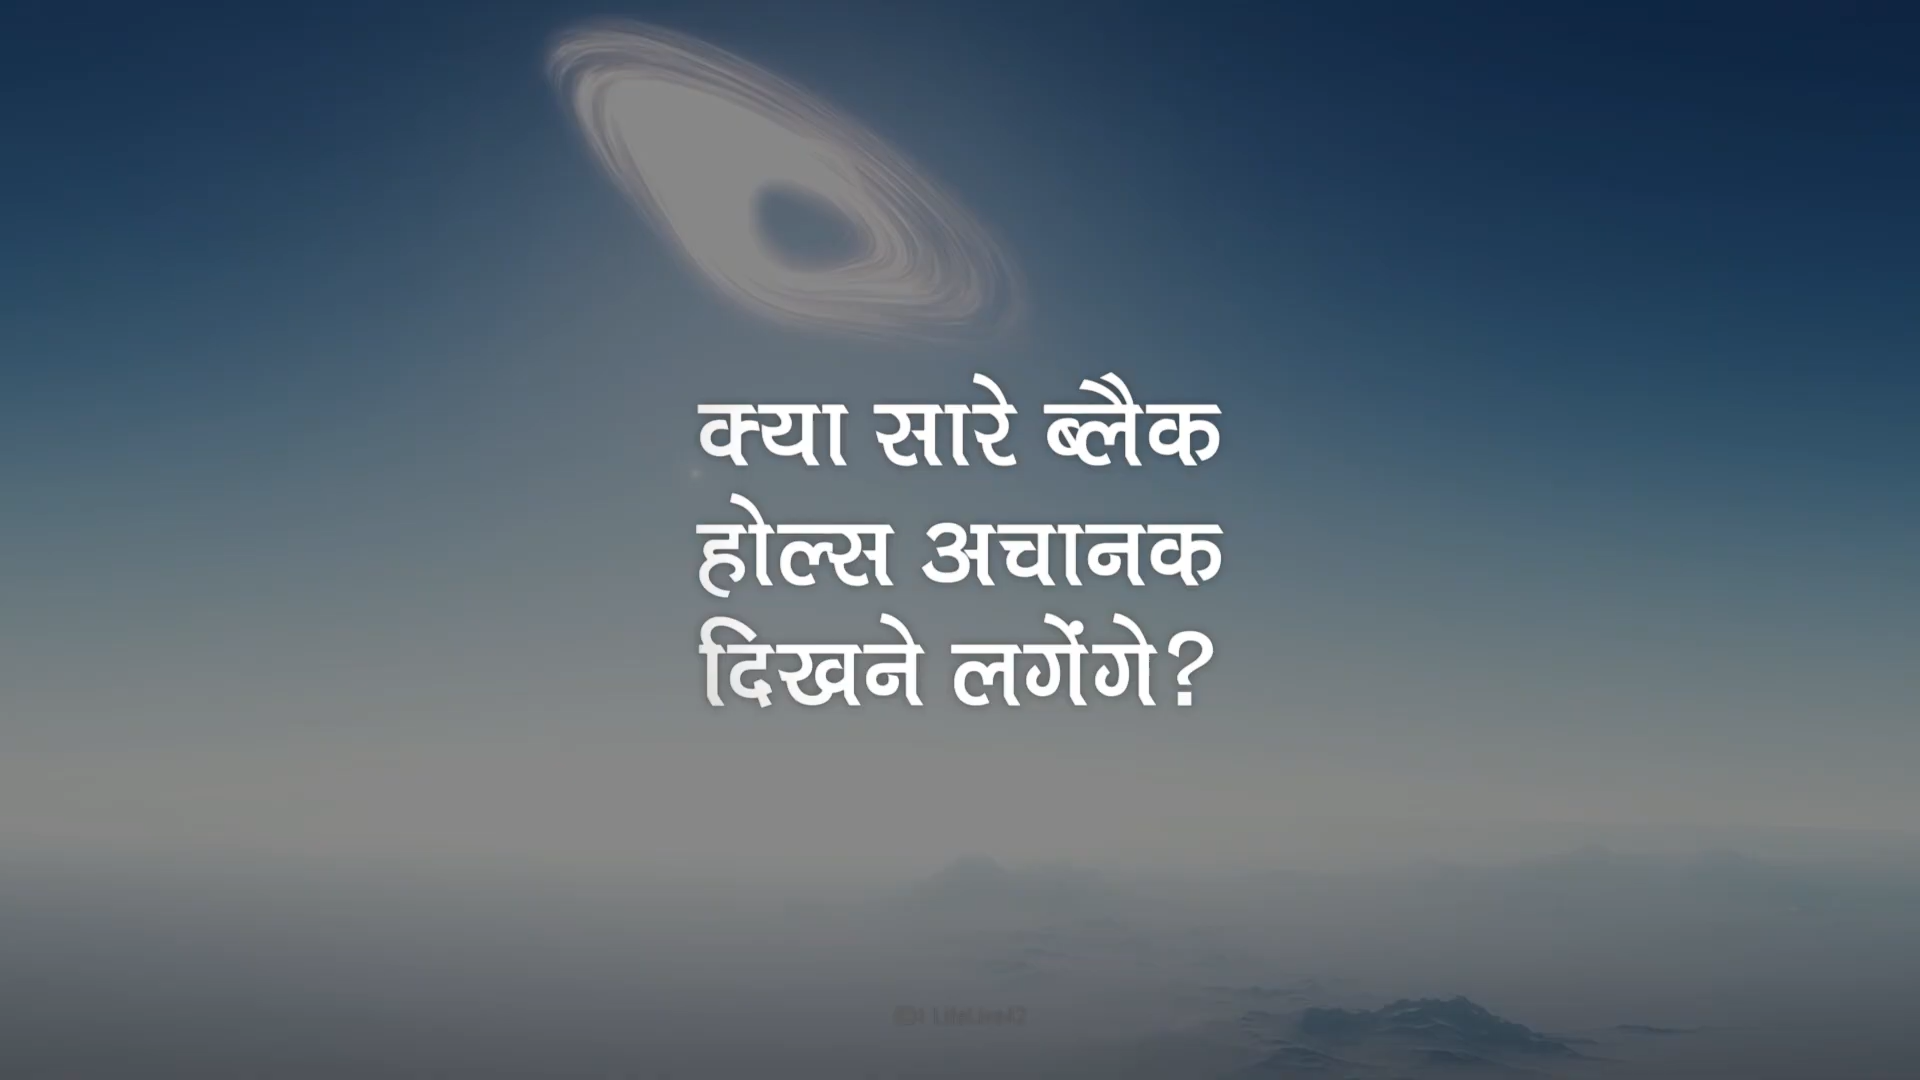 क्या सारे ब्लैक
होल्स अचानक
दिखने लगेंगे?